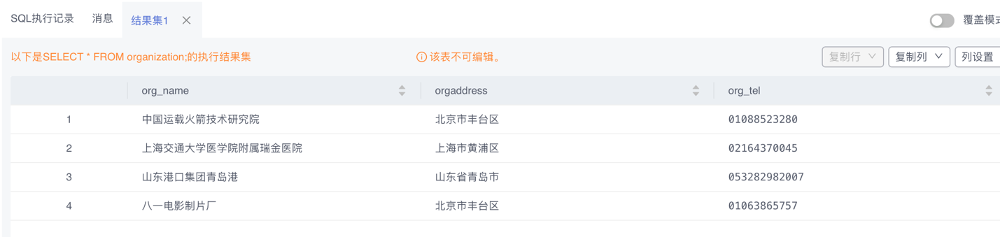 SQL执行记录 消息 结果集1 覆盖模式
以下是SELECT * FROM organization;的执行结果集 该表不可编辑。 复制行 复制列 列设置
org_name orgaddress org_tel
1 中国运载火箭技术研究院 北京市丰台区 01088523280
2 上海交通大学医学院附属瑞金医院 上海市黄浦区 02164370045
3 山东港口集团青岛港 山东省青岛市 053282982007
4 八一电影制片厂 北京市丰台区 01063865757